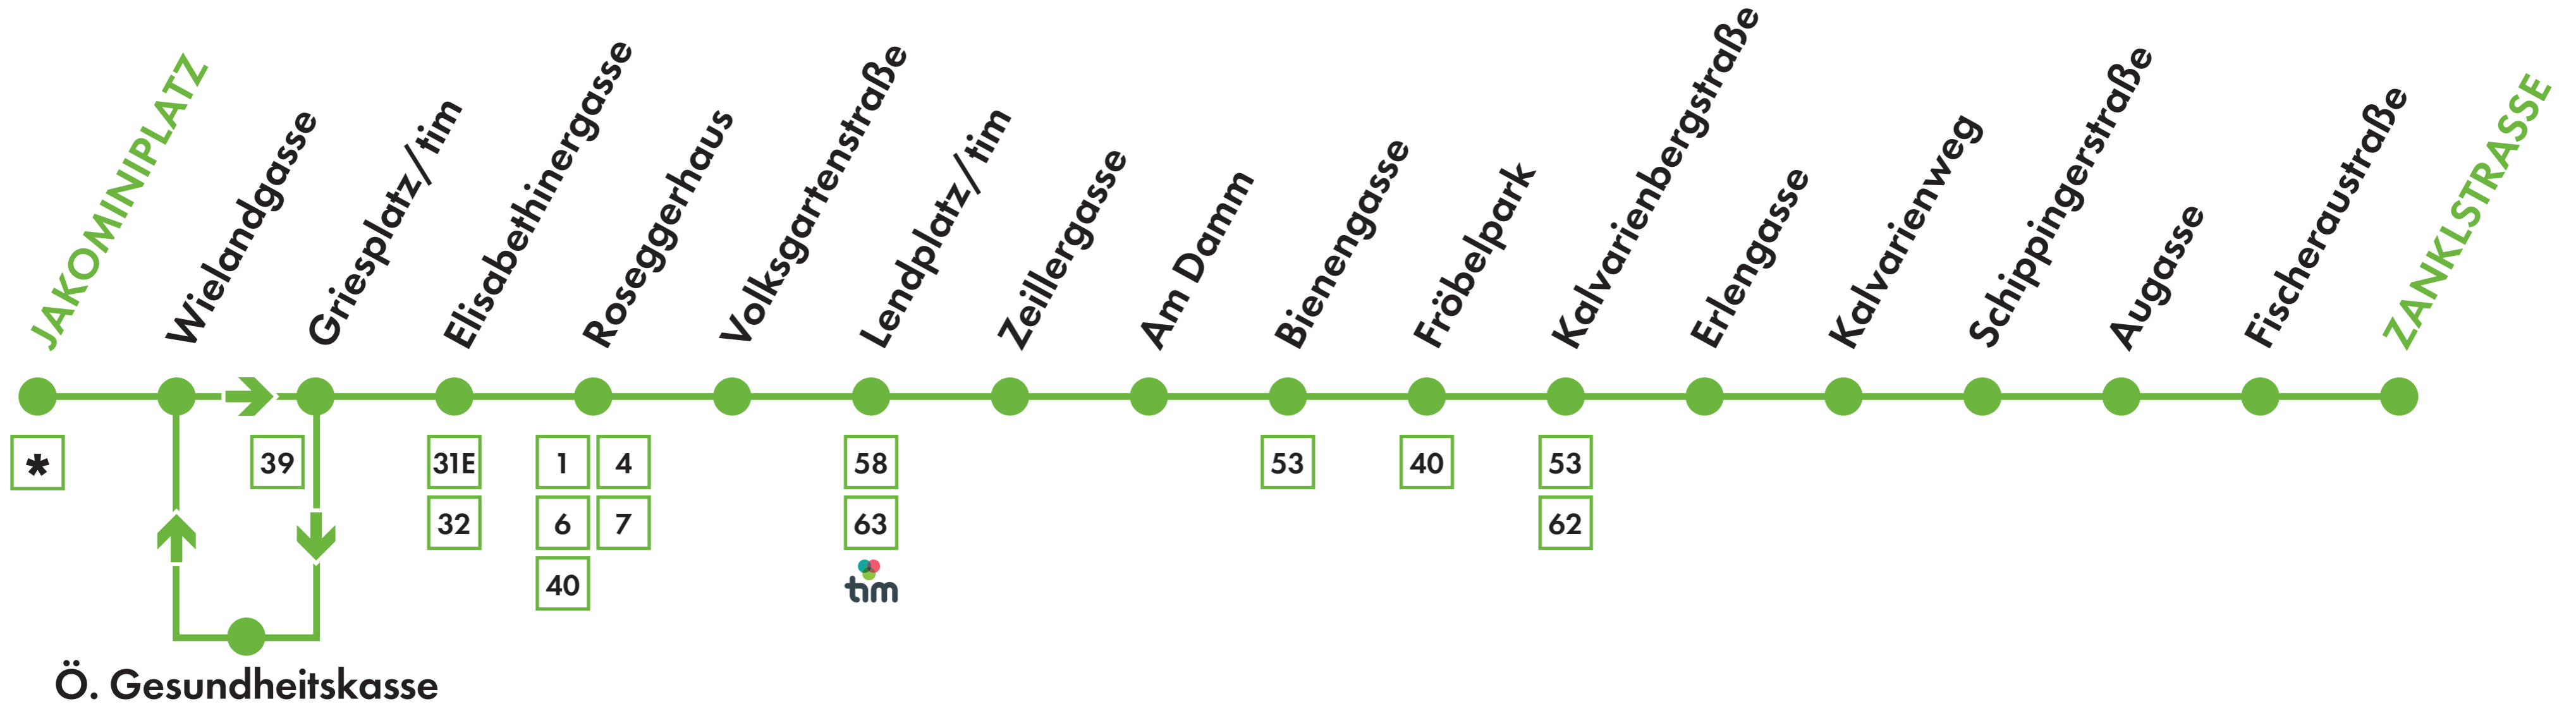 JAKOMINIPLATZ
Wielandgasse
Griesplatz/tim
Elisabethinergasse
Roseggerhaus
Volksgartenstraße
Lendplatz/tim
Zeillergasse
Am Damm
Bienengasse
Fröbelpark
Kalvarienbergstraße
Erlengasse
Kalvarienweg
Schippingerstraße
Augasse
Fischeraustraße
ZANKLSTRASSE
*
39
31E
32
1
4
6
7
40
58
63
tim
53
40
53
62
Ö. Gesundheitskasse